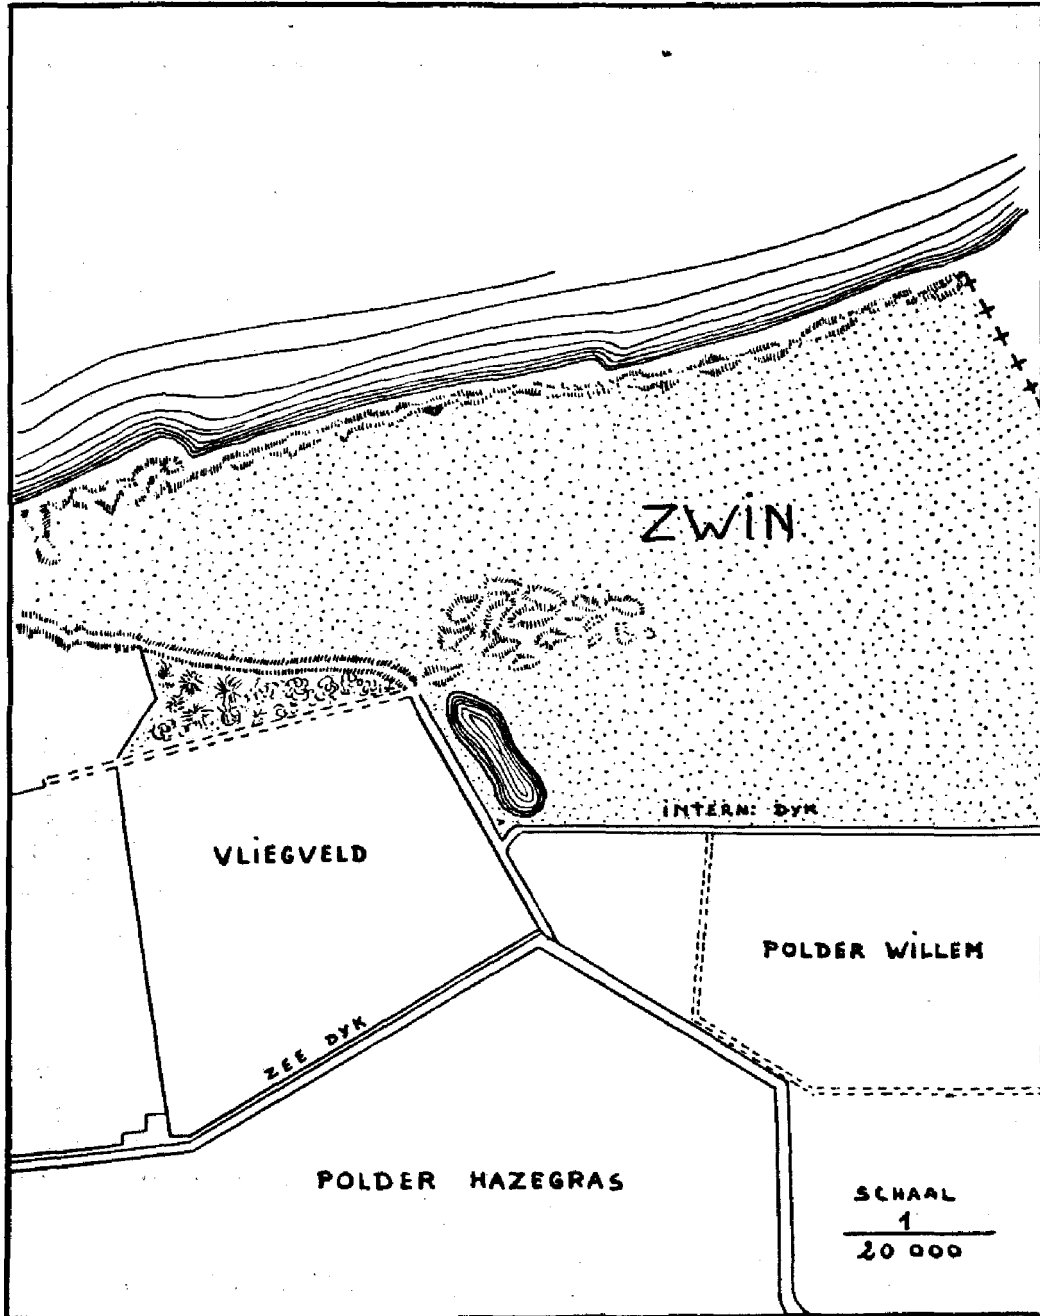 ZWIN
INTERN: DYK
VLIEGVELD
POLDER WILLEM
ZEE DYK
POLDER HAZEGRAS
SCHAAL
1
20 000